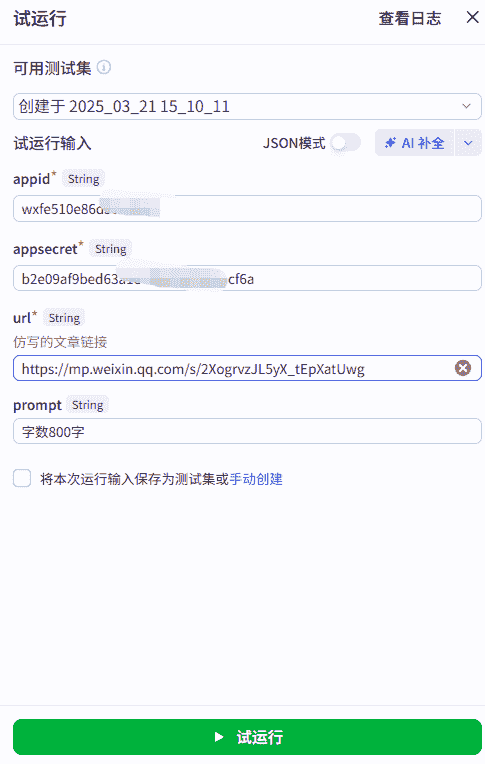 试运行 查看日志
可用测试集
创建于 2025_03_21 15_10_11
试运行输入 JSON模式 AI 补全
appid* String
wxfe510e86d
appsecret* String
b2e09af9bed63a1 cf6a
url* String
仿写的文章链接
https://mp.weixin.qq.com/s/2XogrvzJL5yX_tEpXatUwg
prompt String
字数800字
将本次运行输入保存为测试集或手动创建
试运行